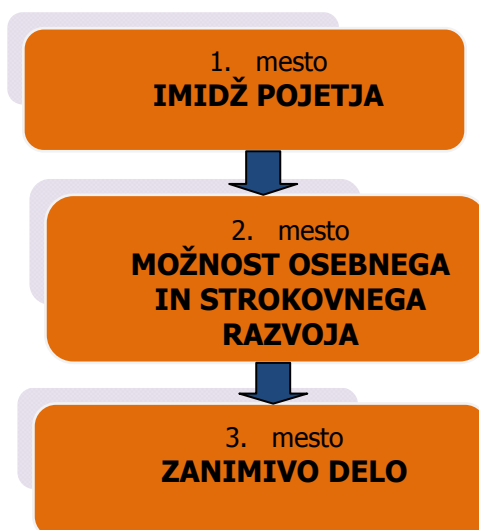 1. mesto
IMIDŽ POJETJA
2. mesto
MOŽNOST OSEBNEGA
IN STROKOVNEGA
RAZVOJA
3. mesto
ZANIMIVO DELO